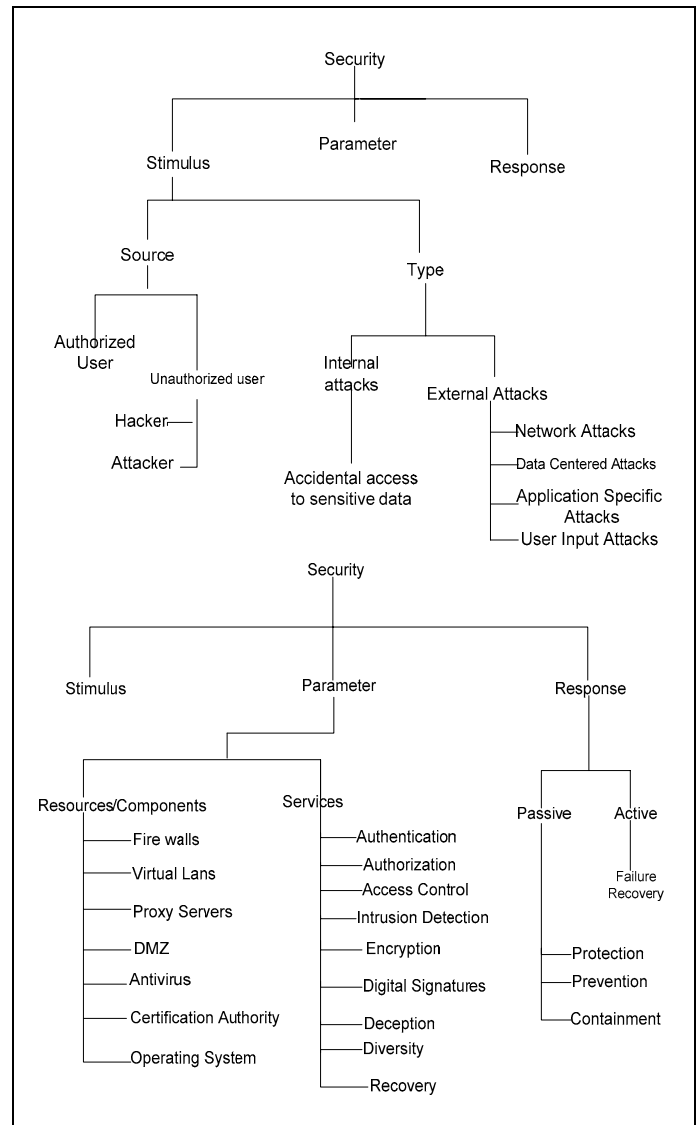 Security
Parameter
Stimulus
Response
Source
Type
Authorized
User
Unauthorized user
Hacker
Attacker
Internal
attacks
Accidental access
to sensitive data
External Attacks
Network Attacks
Data Centered Attacks
Application Specific
Attacks
User Input Attacks
Security
Stimulus
Parameter
Response
Resources/Components
Fire walls
Virtual Lans
Proxy Servers
DMZ
Antivirus
Certification Authority
Operating System
Services
Authentication
Authorization
Access Control
Intrusion Detection
Encryption
Digital Signatures
Deception
Diversity
Recovery
Passive
Active
Failure
Recovery
Protection
Prevention
Containment